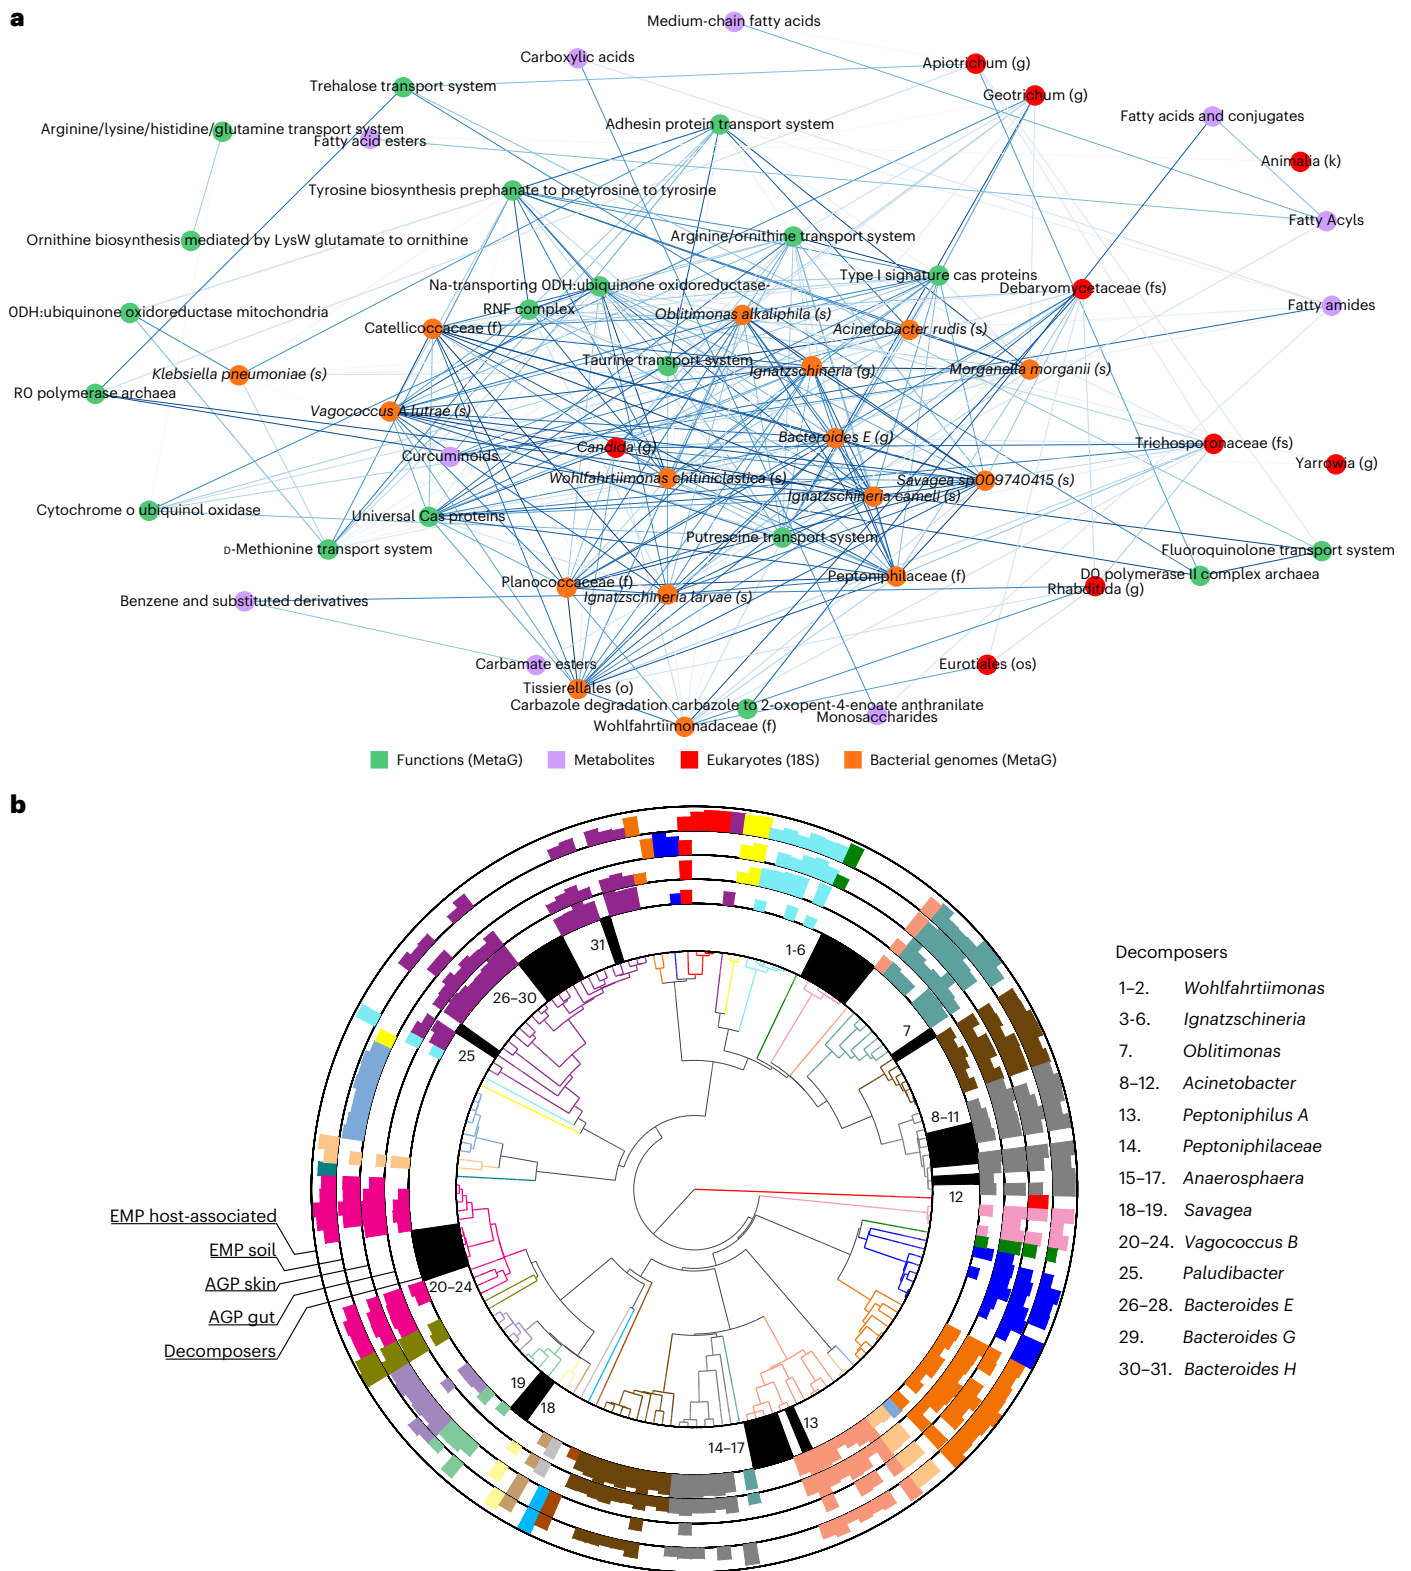 a
Medium-chain fatty acids
Carboxylic acids
Apiotrichum (g)
Trehalose transport system
Geotrichum (g)
Fatty acids and conjugates
Adhesin protein transport system
Arginine/lysine/histidine/glutamine transport system
Fatty acid esters
Animalia (k)
Tyrosine biosynthesis prephanate to pretyrosine to tyrosine
Fatty Acyls
Ornithine biosynthesis mediated by LysW glutamate to ornithine
Arginine/ornithine transport system
Type I signature cas proteins
Na-transporting 0DH:ubiquinone oxidoreductase-
Debaryomycetaceae (fs)
Fatty amides
0DH:ubiquinone oxidoreductase mitochondria
RNF complex
Oblitimonas alkaliphila (s)
Catellicoccaceae (f)
Acinetobacter rudis (s)
Taurine transport system
Ignatzschineria (g)
Morganella morganii (s)
Klebsiella pneumoniae (s)
R0 polymerase archaea
Vagococcus A lutrae (s)
Bacteroides E (g)
Candida (g)
Trichosporonaceae (fs)
Curcuminoids
Yarrowia (g)
Wohlfahrtiimonas chitiniclastica (s)
Savagea sp009740415 (s)
Ignatzschineria cameli (s)
Cytochrome o ubiquinol oxidase
Universal Cas proteins
Putrescine transport system
D-Methionine transport system
Fluoroquinolone transport system
Planococcaceae (f)
Peptoniphilaceae (f)
D0 polymerase II complex archaea
Rhabditida (g)
Ignatzschineria larvae (s)
Benzene and substituted derivatives
Carbamate esters
Eurotiales (os)
Tissierellales (o)
Carbazole degradation carbazole to 2-oxopent-4-enoate anthranilate
Monosaccharides
Wohlfahrtiimonadaceae (f)
Functions (MetaG)
Metabolites
Eukaryotes (18S)
Bacterial genomes (MetaG)
b
31
1-6
26–30
7
25
8–11
12
20–24
19
18
13
14–17
EMP host-associated
EMP soil
AGP skin
AGP gut
Decomposers
Decomposers
1–2. Wohlfahrtiimonas
3-6. Ignatzschineria
7. Oblitimonas
8–12. Acinetobacter
13. Peptoniphilus A
14. Peptoniphilaceae
15–17. Anaerosphaera
18–19. Savagea
20–24. Vagococcus B
25. Paludibacter
26–28. Bacteroides E
29. Bacteroides G
30–31. Bacteroides H